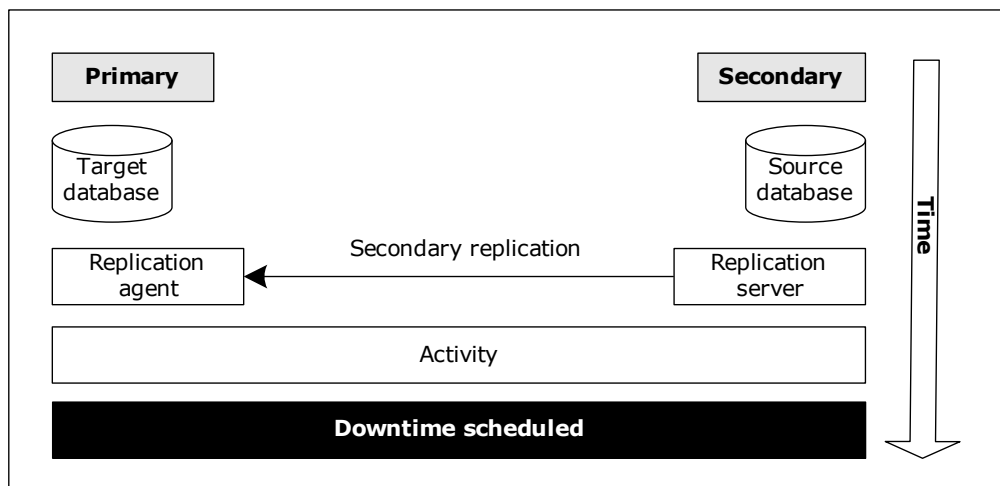 Primary
Secondary
Target
database
Source
database
Time
Replication
agent
Secondary replication
Replication
server
Activity
Downtime scheduled